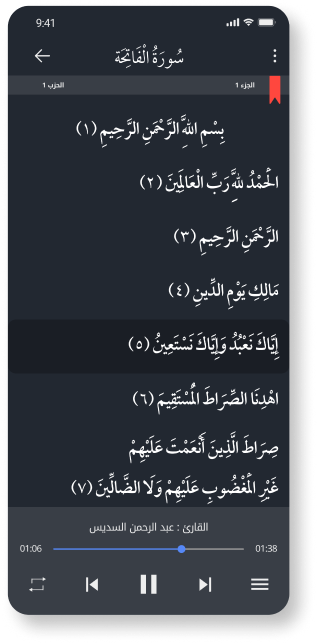 9:41
سُورَةُ الْفَاتِحَة
الجزء ١
الحزب ١
بِسْمِ اللَّهِ الرَّحْمَنِ الرَّحِيمِ (١)
الْحَمْدُ لِلَّهِ رَبِّ الْعَالَمِينَ (٢)
الرَّحْمَنِ الرَّحِيمِ (٣)
مَالِكِ يَوْمِ الدِّينِ (٤)
إِيَّاكَ نَعْبُدُ وَإِيَّاكَ نَسْتَعِينُ (٥)
اهْدِنَا الصِّرَاطَ الْمُسْتَقِيمَ (٦)
صِرَاطَ الَّذِينَ أَنْعَمْتَ عَلَيْهِمْ
غَيْرِ الْمَغْضُوبِ عَلَيْهِمْ وَلَا الضَّالِّينَ (٧)
القارئ : عبد الرحمن السديس
01:06 01:38